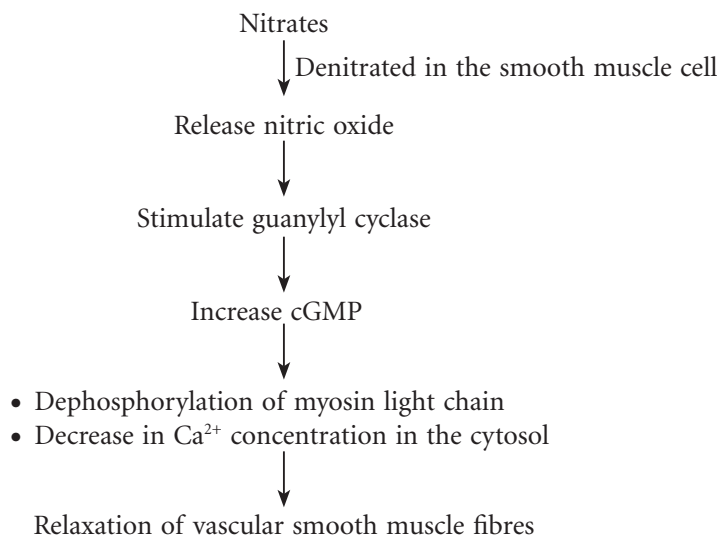 Nitrates
Denitrated in the smooth muscle cell
Release nitric oxide
Stimulate guanylyl cyclase
Increase cGMP
• Dephosphorylation of myosin light chain
• Decrease in Ca²⁺ concentration in the cytosol
Relaxation of vascular smooth muscle fibres